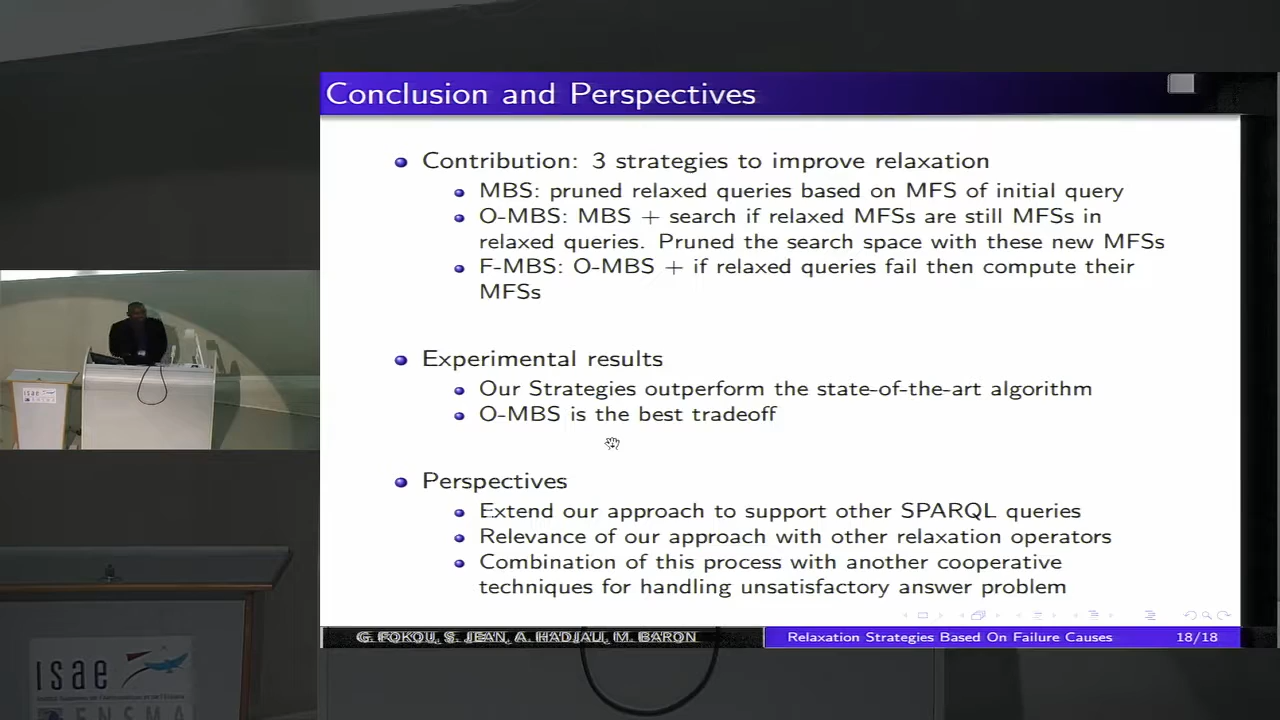 Conclusion and Perspectives
Contribution: 3 strategies to improve relaxation
MBS: pruned relaxed queries based on MFS of initial query
O-MBS: MBS + search if relaxed MFSs are still MFSs in
relaxed queries. Pruned the search space with these new MFSs
F-MBS: O-MBS + if relaxed queries fail then compute their
MFSs
Experimental results
Our Strategies outperform the state-of-the-art algorithm
O-MBS is the best tradeoff
Perspectives
Extend our approach to support other SPARQL queries
Relevance of our approach with other relaxation operators
Combination of this process with another cooperative
techniques for handling unsatisfactory answer problem
G. FOKOU, S. JEAN, A. HADJALI, M. BARON
Relaxation Strategies Based On Failure Causes
18/18
isae
isae
ENSMA